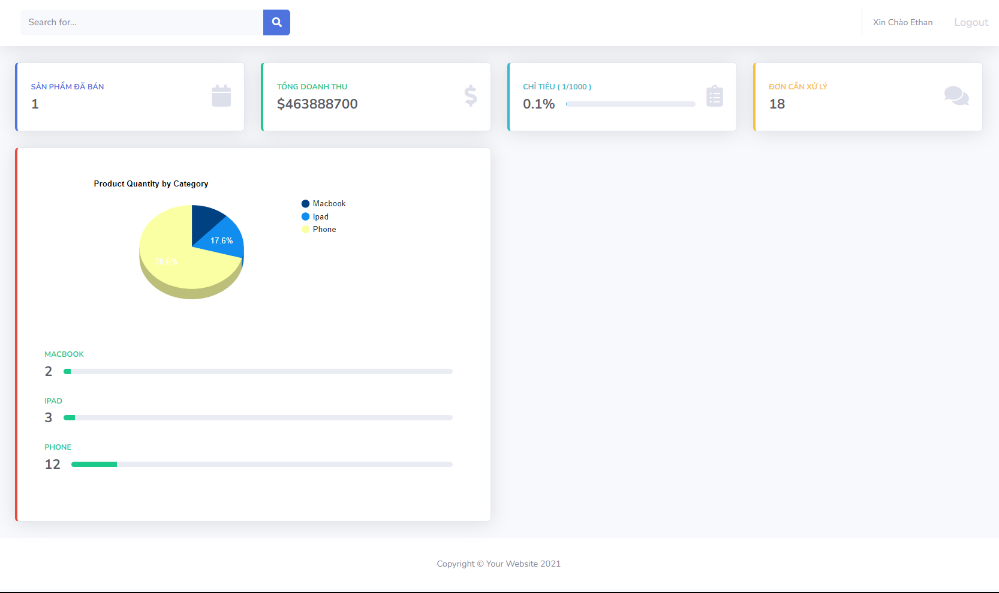 Search for...
Xin Chào Ethan
Logout
SẢN PHẨM ĐÃ BÁN
1
TỔNG DOANH THU
$463888700
CHỈ TIÊU ( 1/1000 )
0.1%
ĐƠN CẦN XỬ LÝ
18
Product Quantity by Category
Macbook
Ipad
Phone
17.6%
70.6%
MACBOOK
2
IPAD
3
PHONE
12
Copyright © Your Website 2021